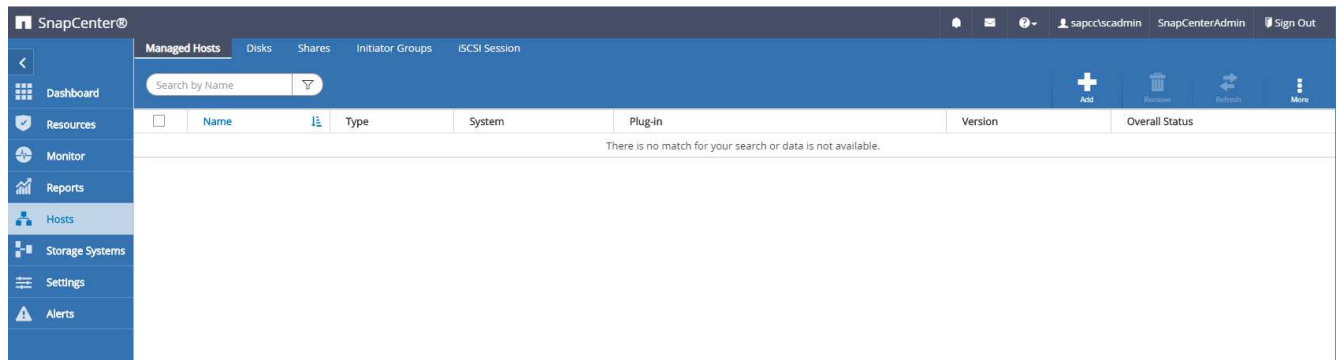 SnapCenter®
sapcc\scadmin SnapCenterAdmin Sign Out
Managed Hosts Disks Shares Initiator Groups iSCSI Session
Search by Name
Add Remove Refresh More
Dashboard
Resources
Monitor
Reports
Hosts
Storage Systems
Settings
Alerts
Name Type System Plug-in Version Overall Status
There is no match for your search or data is not available.